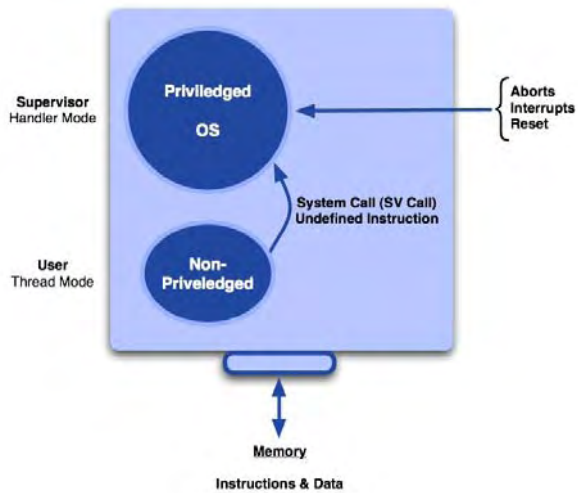 Priviledged
OS
Supervisor
Handler Mode
Aborts
Interrupts
Reset
System Call (SV Call)
Undefined Instruction
User
Thread Mode
Non-
Priveledged
Memory
Instructions & Data